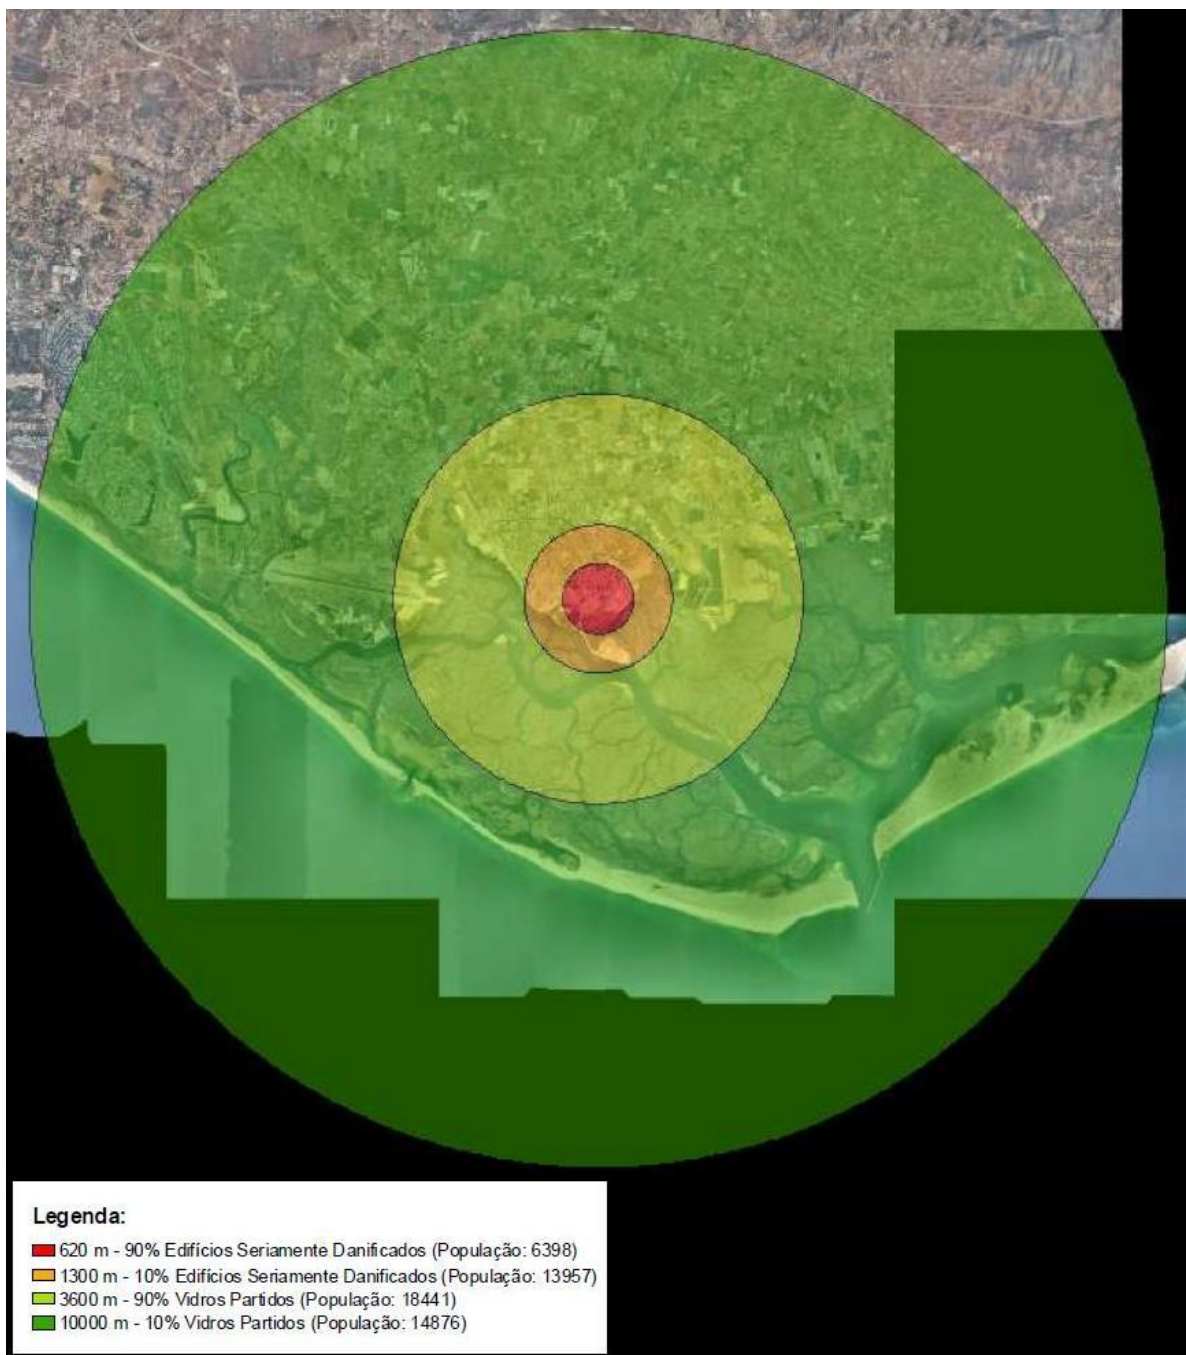 Legenda:
620 m - 90% Edifícios Seriamente Danificados (População: 6398)
1300 m - 10% Edifícios Seriamente Danificados (População: 13957)
3600 m - 90% Vidros Partidos (População: 18441)
10000 m - 10% Vidros Partidos (População: 14876)